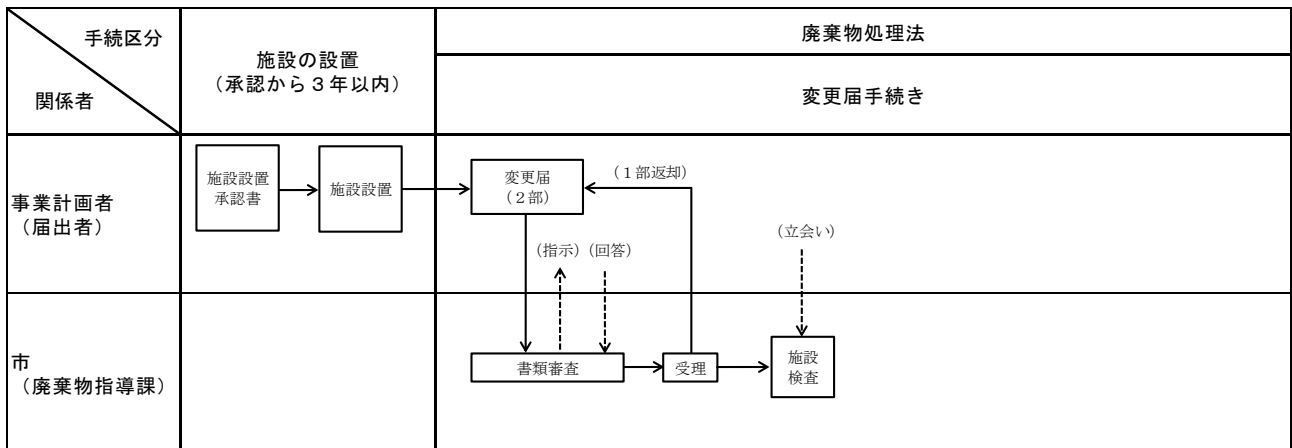 手続区分
関係者
施設の設置
（承認から３年以内）
廃棄物処理法
変更届手続き
事業計画者
（届出者）
施設設置
承認書
施設設置
変更届
（２部）
（１部返却）
（指示）（回答）
（立会い）
市
（廃棄物指導課）
書類審査
受理
施設
検査